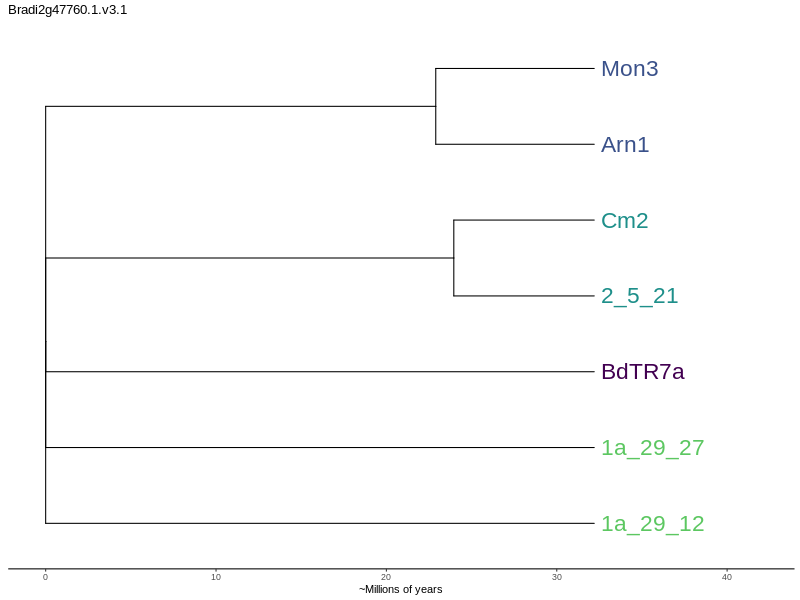 Bradi2g47760.1.v3.1
Mon3
Arn1
Cm2
2_5_21
BdTR7a
1a_29_27
1a_29_12
0 10 20 30 40
~Millions of years